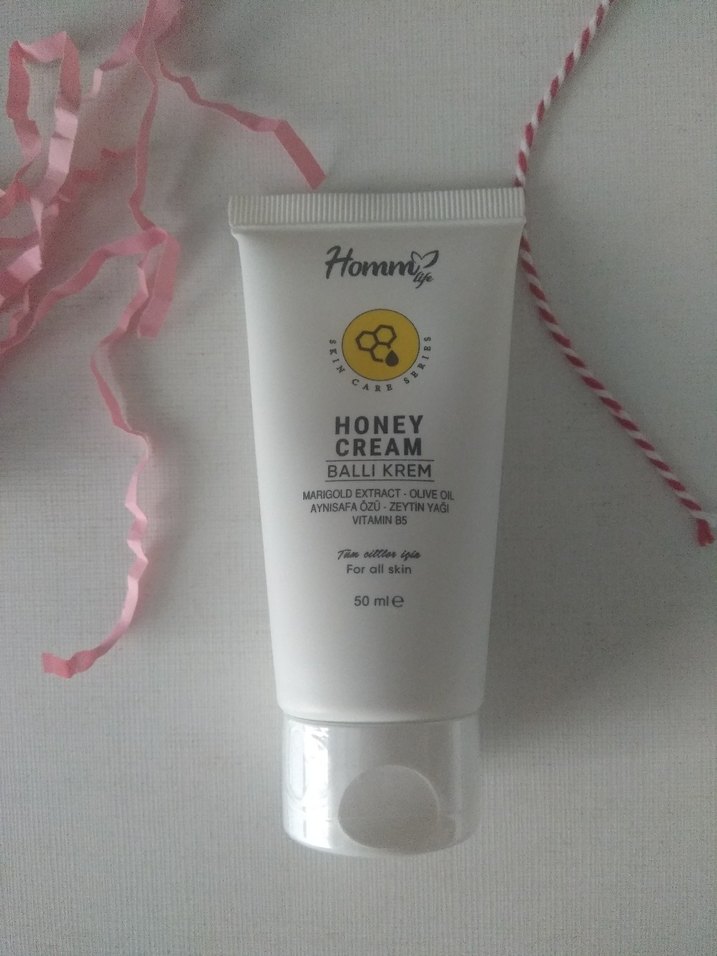 Homm
life
SKIN CARE SERIES
HONEY
CREAM
BALLI KREM
MARIGOLD EXTRACT - OLIVE OIL
AYNISAFA ÖZÜ - ZEYTİN YAĞI
VITAMIN B5
Tüm ciltler için
For all skin
50 ml ℮